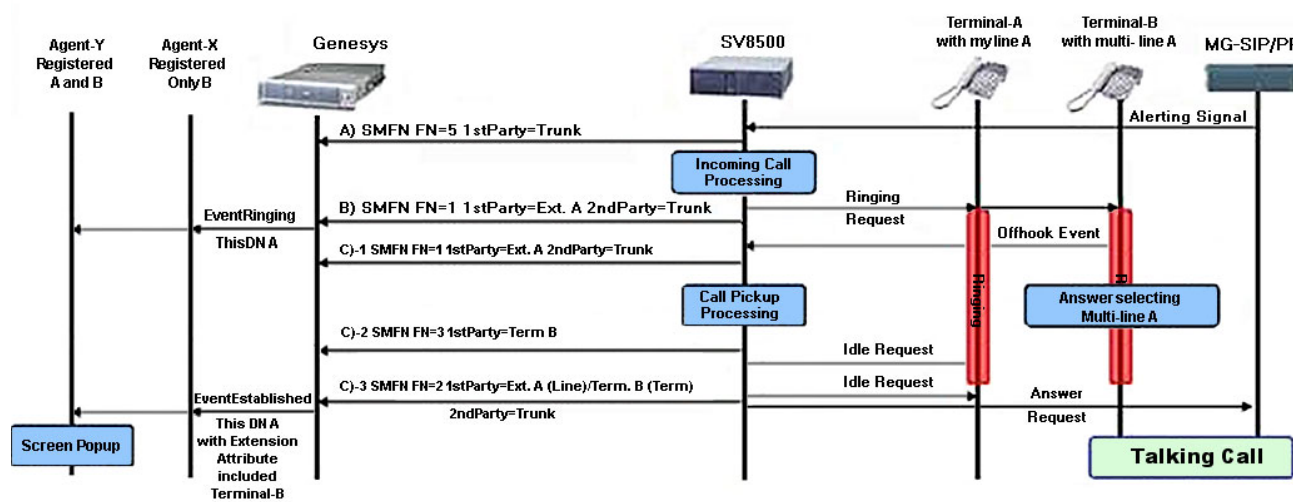 Agent-Y
Registered
A and B
Agent-X
Registered
Only B
Genesys
SV8500
Terminal-A
with my line A
Terminal-B
with multi- line A
MG-SIP/PR
Alerting Signal
A) SMFN FN=5 1stParty=Trunk
Incoming Call
Processing
Ringing
Request
EventRinging
ThisDN A
B) SMFN FN=1 1stParty=Ext. A 2ndParty=Trunk
Offhook Event
C)-1 SMFN FN=1 1stParty=Ext. A 2ndParty=Trunk
Ringing
R
Call Pickup
Processing
Answer selecting
Multi-line A
C)-2 SMFN FN=3 1stParty=Term B
Idle Request
C)-3 SMFN FN=2 1stParty=Ext. A (Line)/Term. B (Term)
2ndParty=Trunk
Idle Request
Answer
Request
EventEstablished
This DN A
with Extension
Attribute
included
Terminal-B
Screen Popup
Talking Call